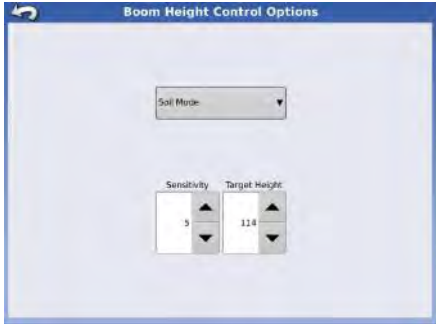 Boom Height Control Options
Soil Mode
Sensitivity Target Height
5 114